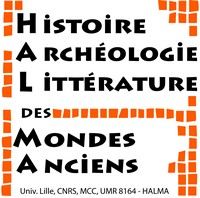 Histoire
Archéologie
Littérature
des
Mondes
Anciens
Univ. Lille, CNRS, MCC, UMR 8164 - HALMA